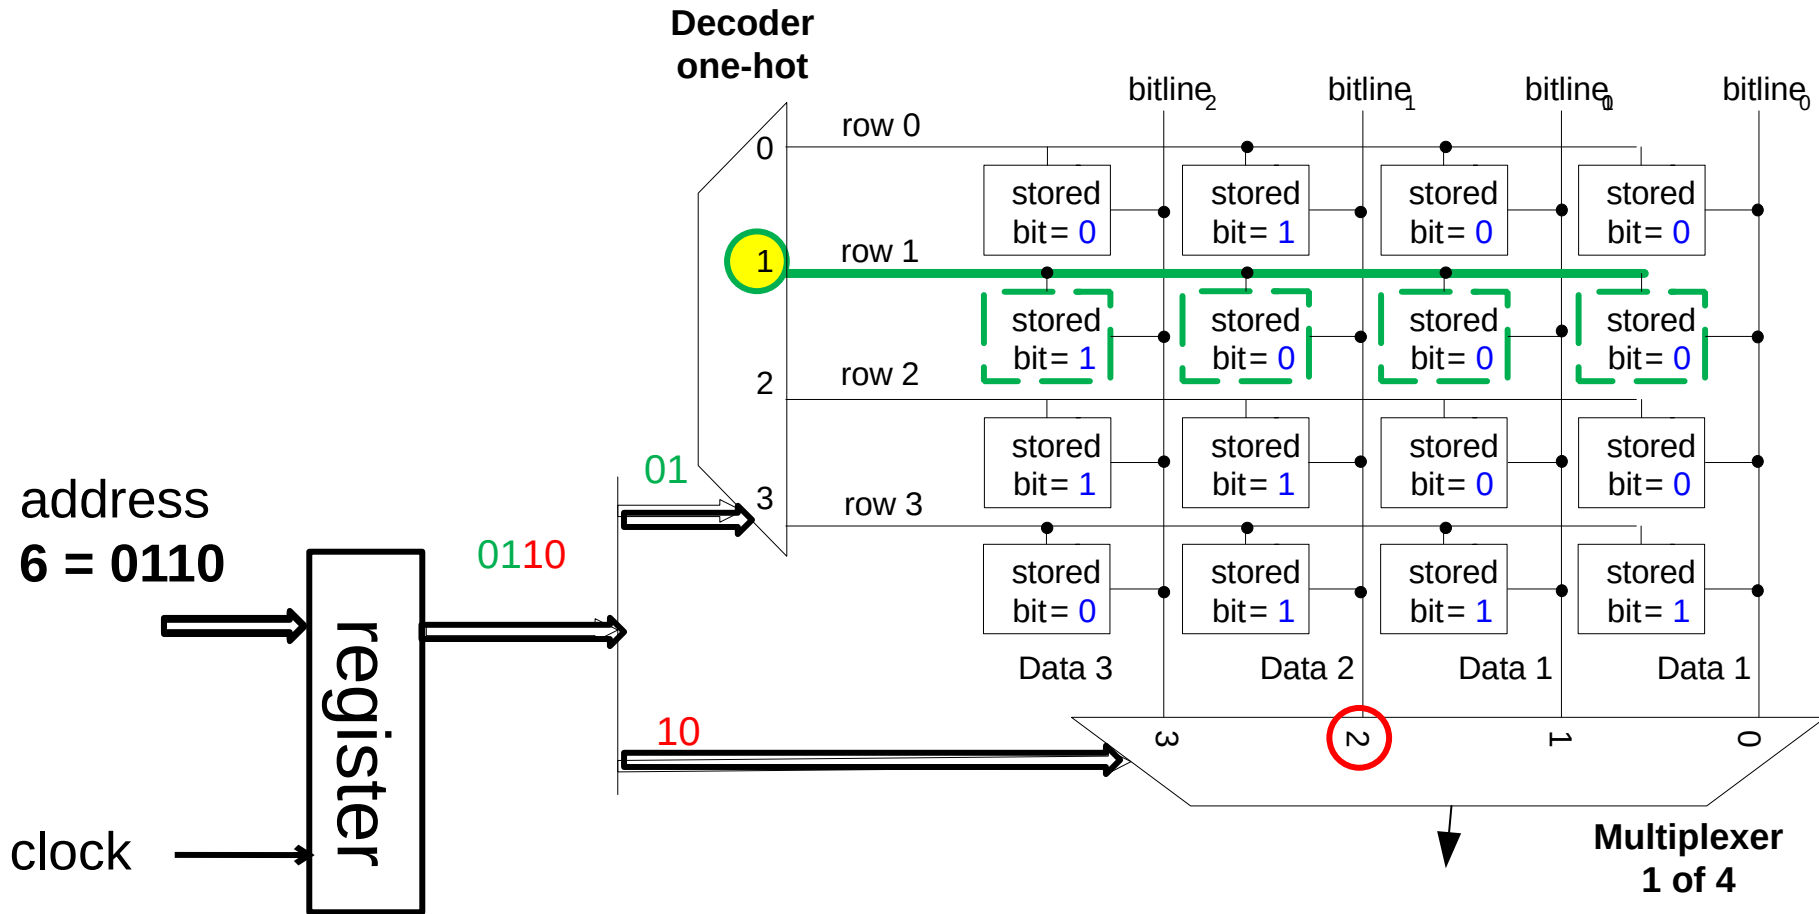 Decoder
one-hot
bitline2
bitline1
bitline0
bitline0
0
row 0
stored
bit= 0
stored
bit= 1
stored
bit= 0
stored
bit= 0
1
row 1
stored
bit= 1
stored
bit= 0
stored
bit= 0
stored
bit= 0
2
row 2
stored
bit= 1
stored
bit= 1
stored
bit= 0
stored
bit= 0
3
row 3
stored
bit= 0
stored
bit= 1
stored
bit= 1
stored
bit= 1
01
address
6 = 0110
0110
register
clock
Data 3
Data 2
Data 1
Data 1
10
3
2
1
0
Multiplexer
1 of 4